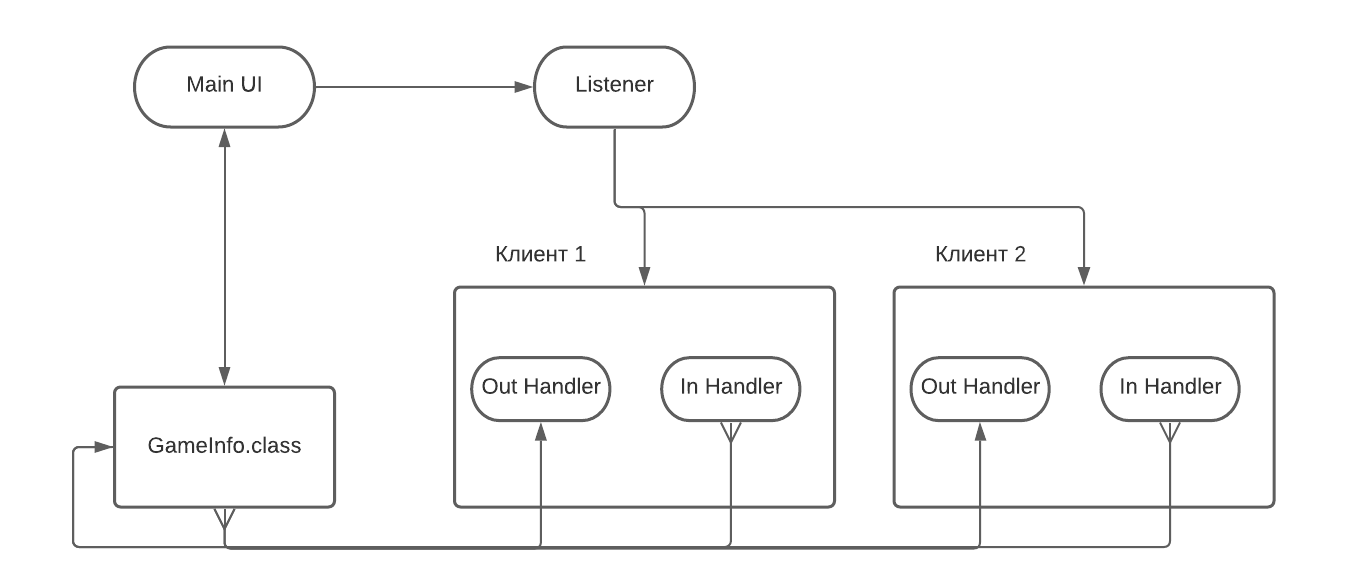 Main UI
Listener
Клиент 1
Клиент 2
Out Handler
In Handler
Out Handler
In Handler
GameInfo.class